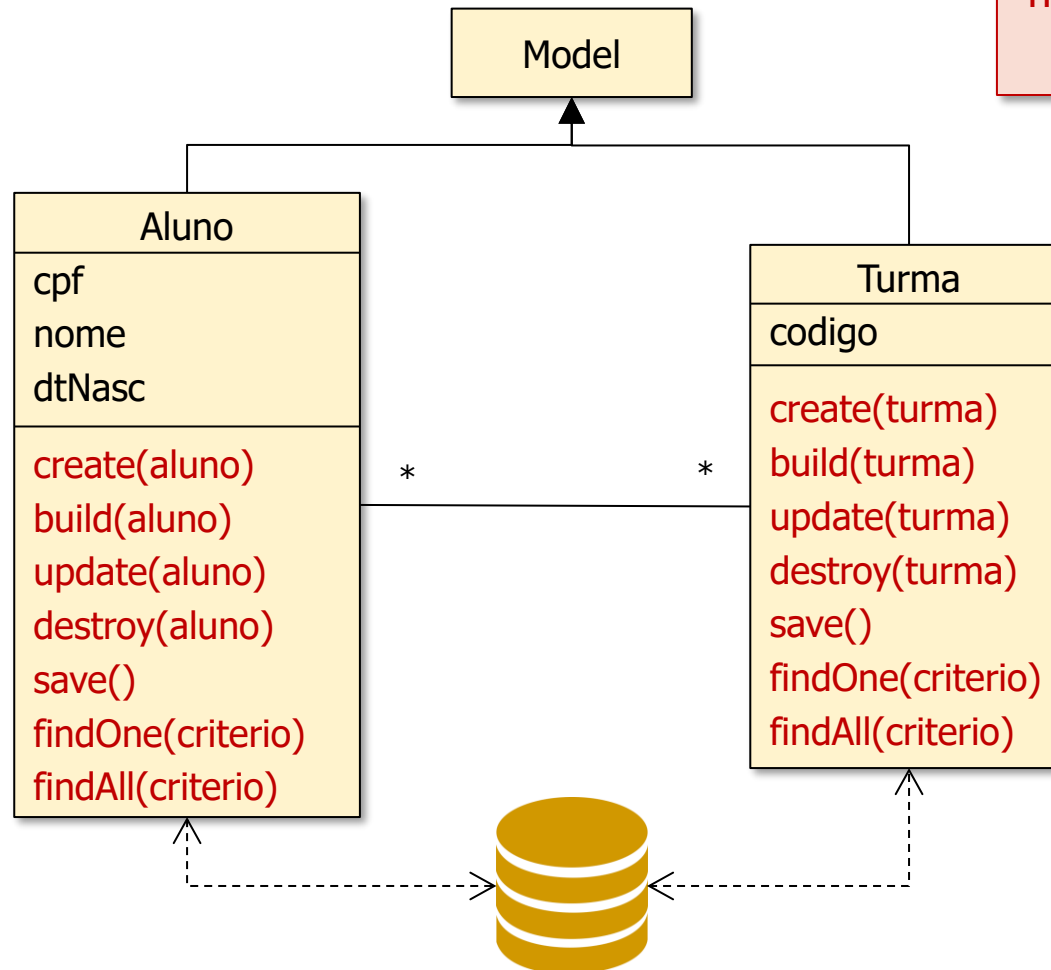 Model
Aluno
cpf
nome
dtNasc
create(aluno)
build(aluno)
update(aluno)
destroy(aluno)
save()
findOne(criterio)
findAll(criterio)
*
*
Turma
codigo
create(turma)
build(turma)
update(turma)
destroy(turma)
save()
findOne(criterio)
findAll(criterio)